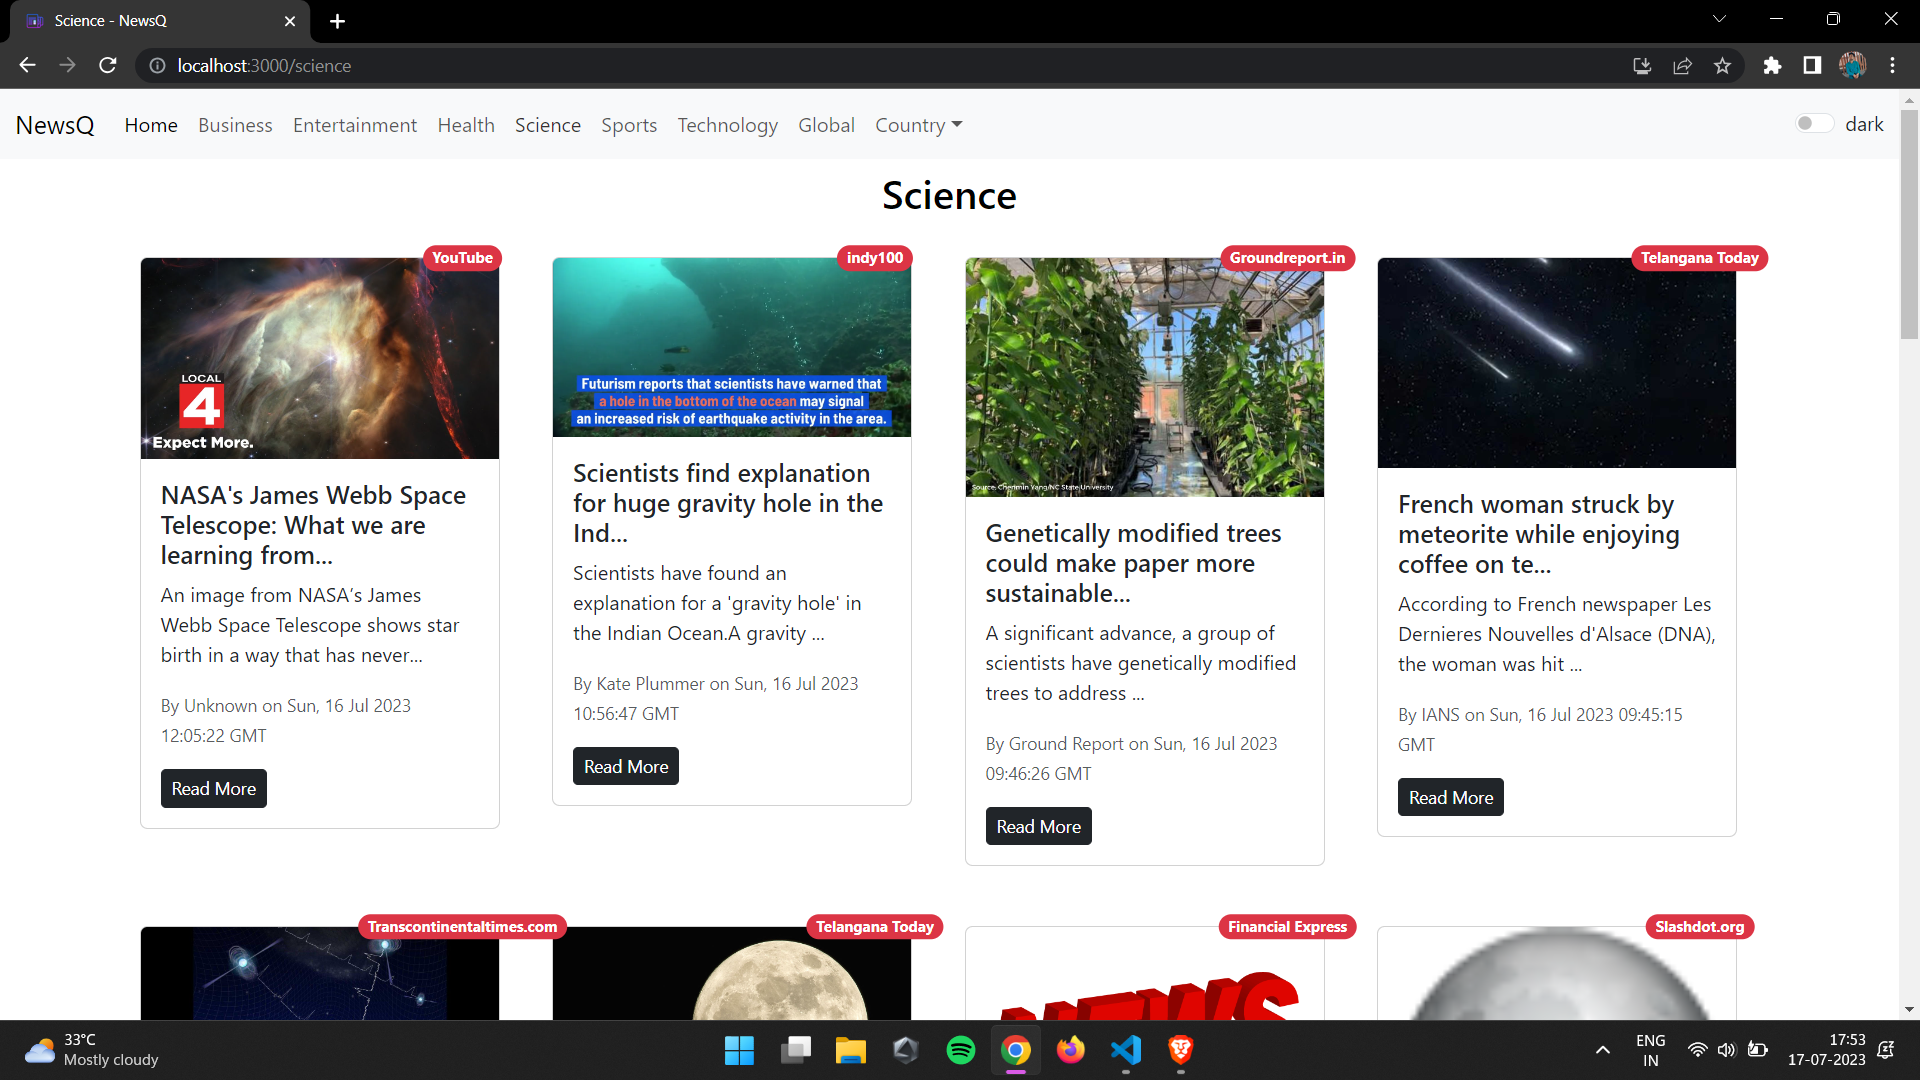 Science - NewsQ
localhost:3000/science
NewsQ Home Business Entertainment Health Science Sports Technology Global Country dark
Science
YouTube
LOCAL
4
Expect More.
NASA's James Webb Space
Telescope: What we are
learning from...
An image from NASA's James
Webb Space Telescope shows star
birth in a way that has never...
By Unknown on Sun, 16 Jul 2023
12:05:22 GMT
Read More
indy100
Futurism reports that scientists have warned that
a hole in the bottom of the ocean may signal
an increased risk of earthquake activity in the area.
Scientists find explanation
for huge gravity hole in the
Ind...
Scientists have found an
explanation for a 'gravity hole' in
the Indian Ocean.A gravity ...
By Kate Plummer on Sun, 16 Jul 2023
10:56:47 GMT
Read More
Groundreport.in
Source: Chenmin Yang/NC State University
Genetically modified trees
could make paper more
sustainable...
A significant advance, a group of
scientists have genetically modified
trees to address ...
By Ground Report on Sun, 16 Jul 2023
09:46:26 GMT
Read More
Telangana Today
French woman struck by
meteorite while enjoying
coffee on te...
According to French newspaper Les
Dernieres Nouvelles d'Alsace (DNA),
the woman was hit ...
By IANS on Sun, 16 Jul 2023 09:45:15
GMT
Read More
Transcontinentaltimes.com
Telangana Today
Financial Express
NEWS
Slashdot.org
33°C
Mostly cloudy
ENG
IN
17:53
17-07-2023